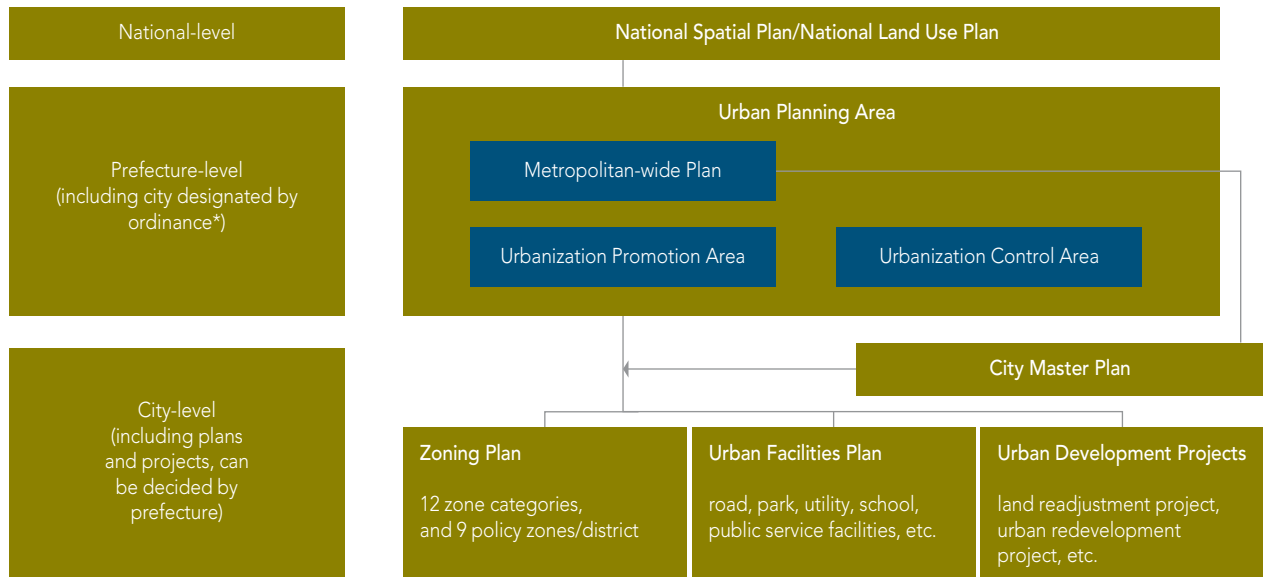 National-level
National Spatial Plan/National Land Use Plan
Prefecture-level
(including city designated by
ordinance*)
Urban Planning Area
Metropolitan-wide Plan
Urbanization Promotion Area
Urbanization Control Area
City-level
(including plans
and projects, can
be decided by
prefecture)
City Master Plan
Zoning Plan
12 zone categories,
and 9 policy zones/district
Urban Facilities Plan
road, park, utility, school,
public service facilities, etc.
Urban Development Projects
land readjustment project,
urban redevelopment
project, etc.